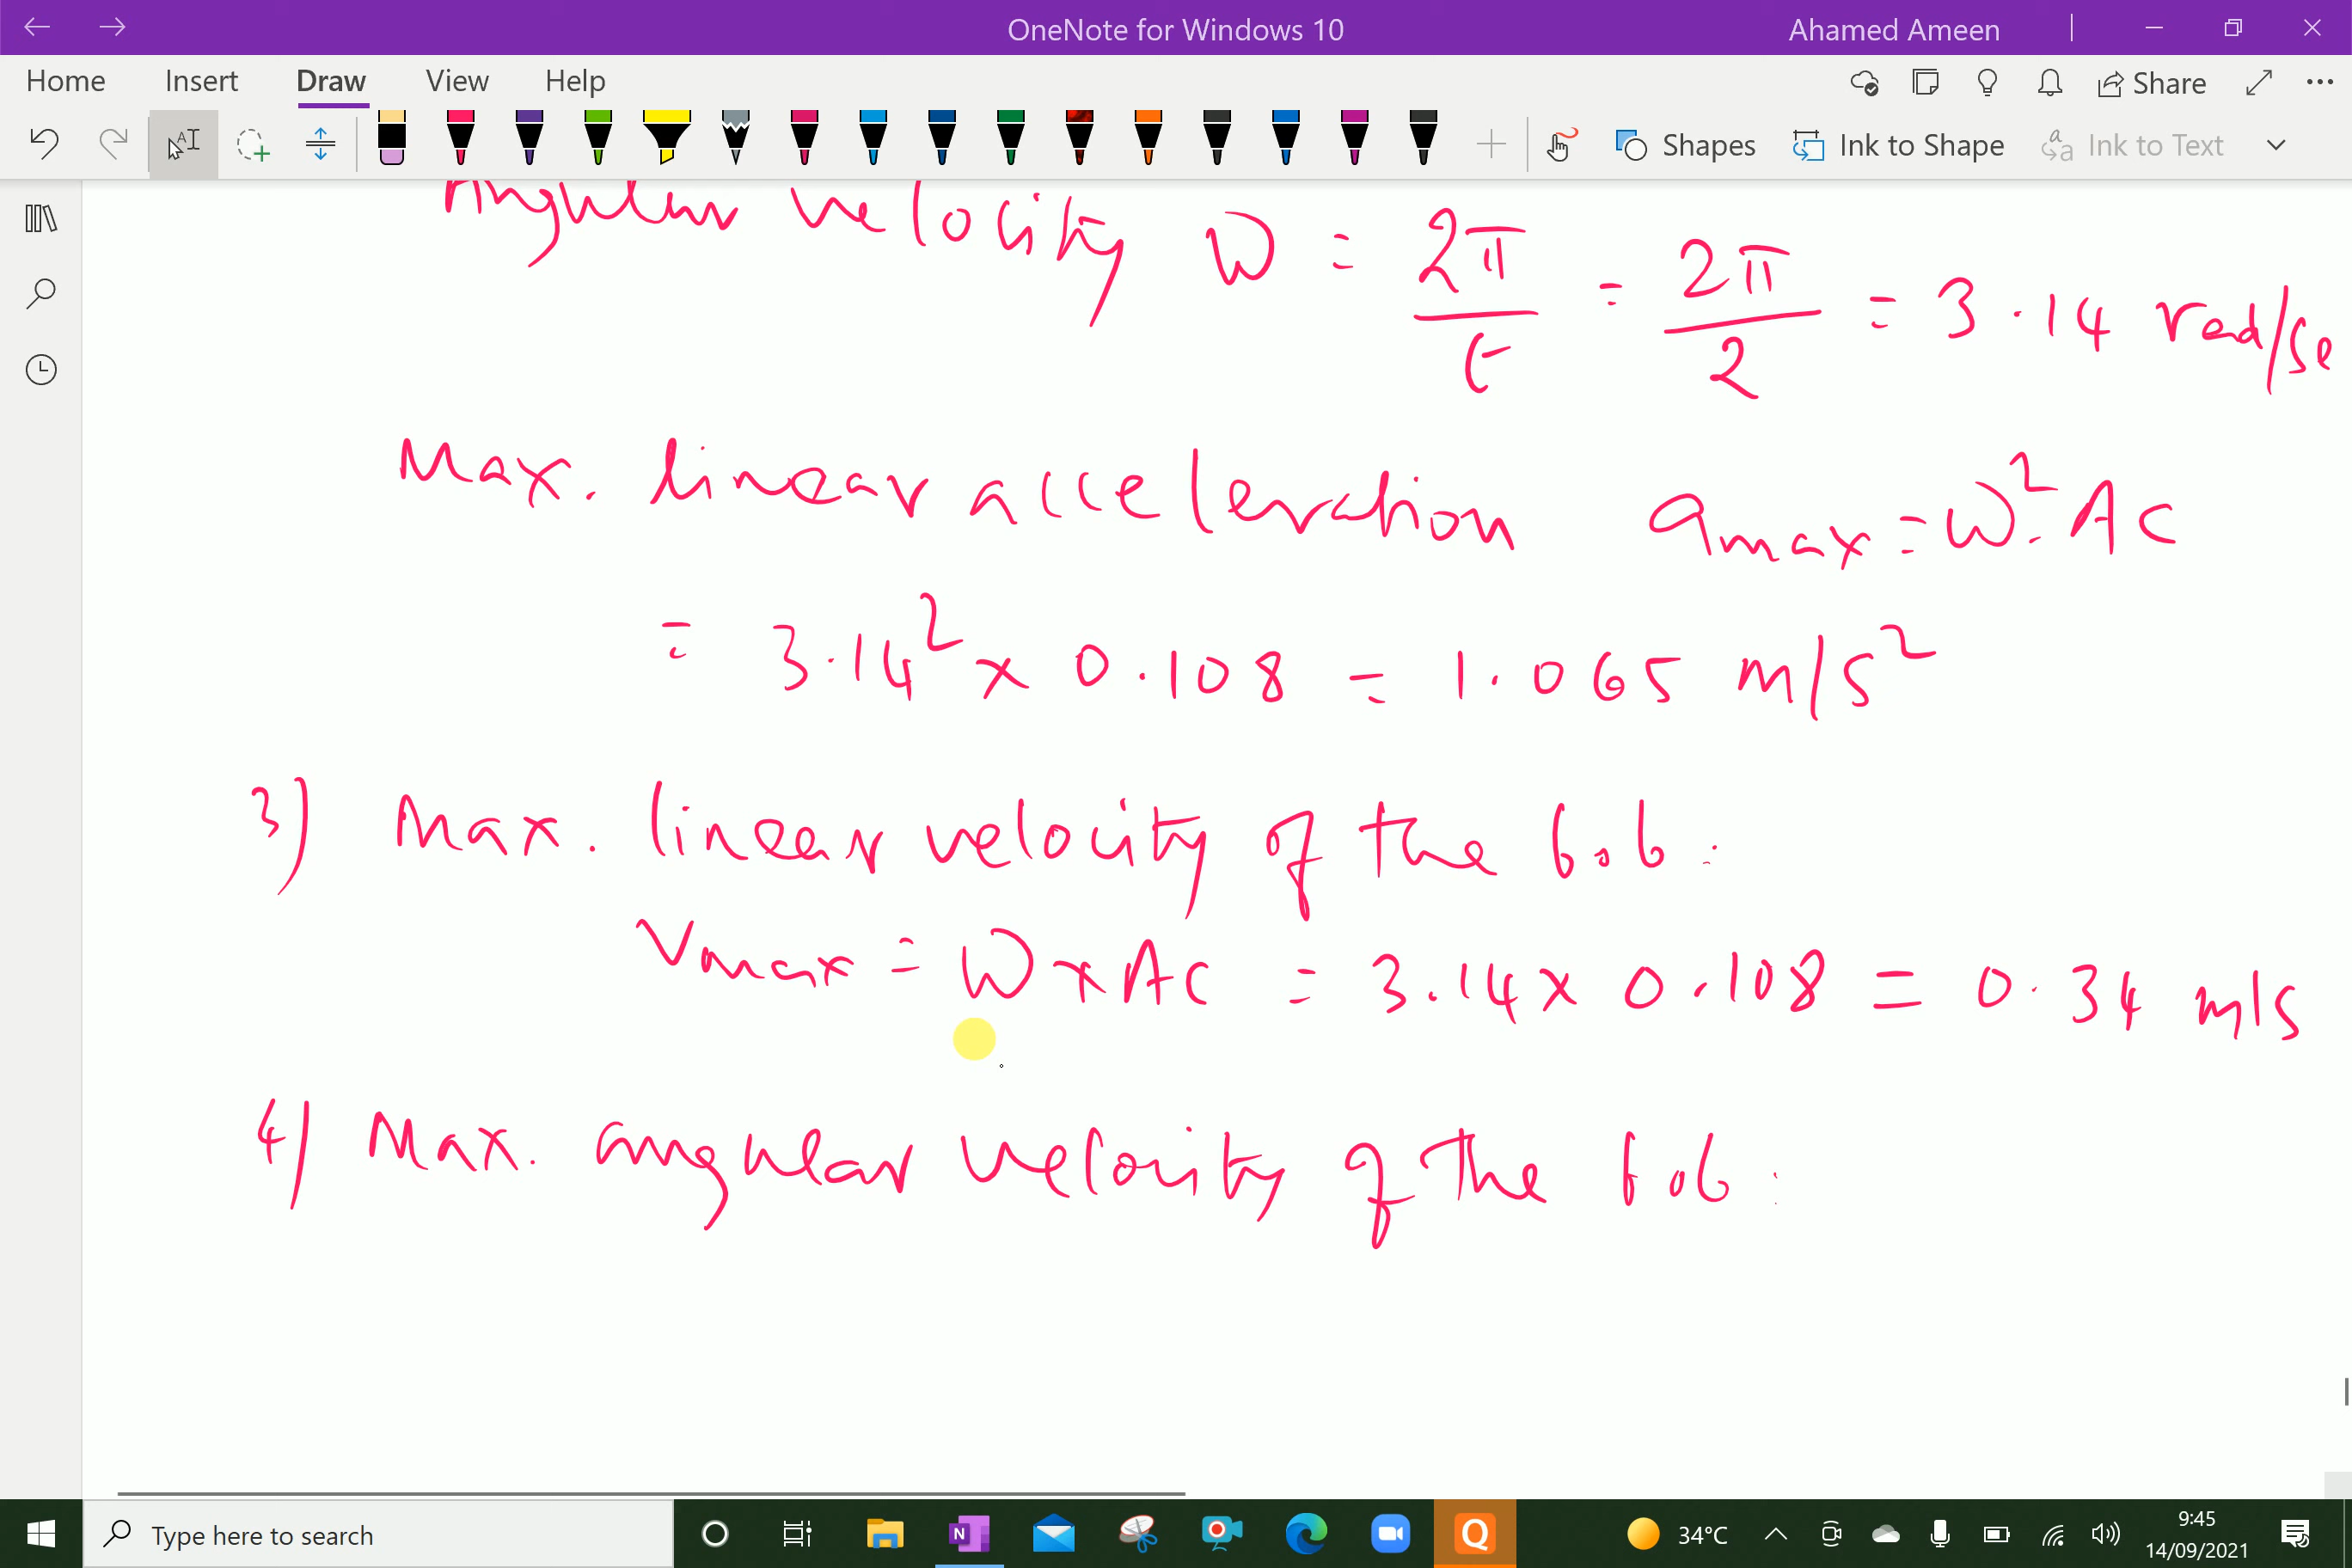 OneNote for Windows 10
Ahamed Ameen
Home Insert Draw View Help
Share
Shapes Ink to Shape Ink to Text
Angular velocity ω = 2π/t = 2π/2 = 3.14 rad/se
Max. linear acceleration a max = ω². AC
= 3.14² x 0.108 = 1.065 m/s²
3) Max. linear velocity of the bob:
Vmax = ω x AC = 3.14 x 0.108 = 0.34 m/s
4) Max. angular velocity of the bob:
Type here to search
N
Q
34°C
9:45
14/09/2021